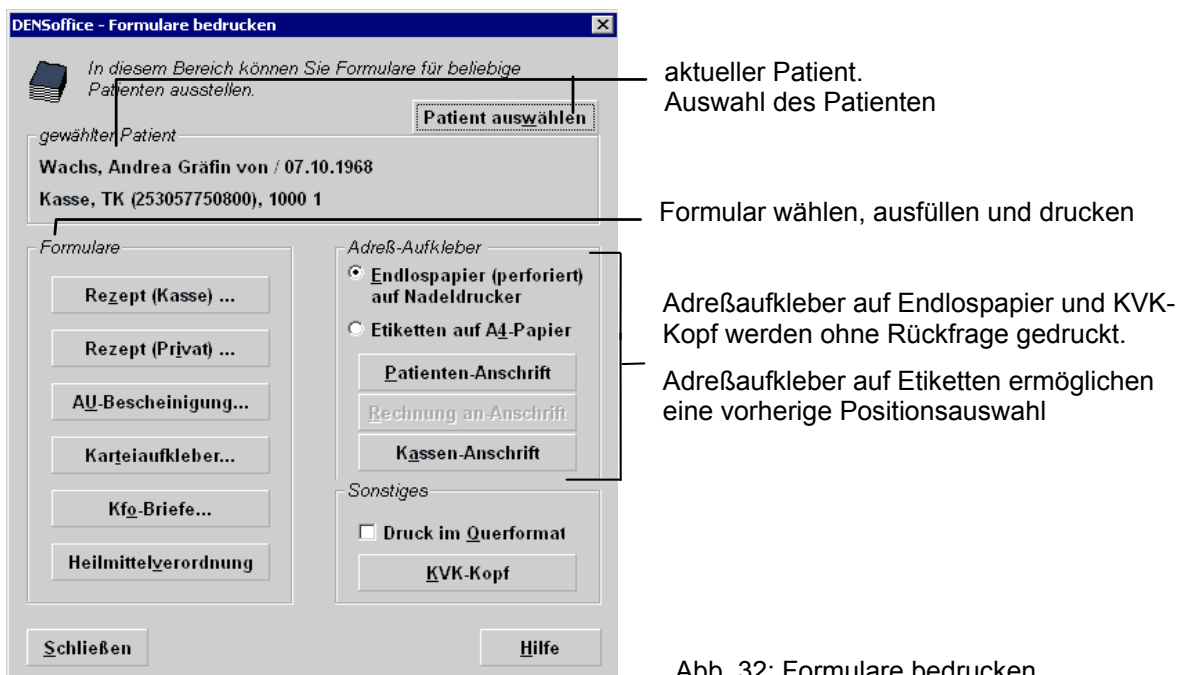 DENSoffice - Formulare bedrucken
In diesem Bereich können Sie Formulare für beliebige
Patienten ausstellen.
Patient auswählen
gewählter Patient
Wachs, Andrea Gräfin von / 07.10.1968
Kasse, TK (253057750800), 1000 1
Formulare
Rezept (Kasse) ...
Rezept (Privat) ...
AU-Bescheinigung...
Karteiaufkleber...
Kfo-Briefe...
Heilmittelverordnung
Adreß-Aufkleber
Endlospapier (perforiert)
auf Nadeldrucker
Etiketten auf A4-Papier
Patienten-Anschrift
Rechnung an-Anschrift
Kassen-Anschrift
Sonstiges
Druck im Querformat
KVK-Kopf
Schließen
Hilfe
aktueller Patient.
Auswahl des Patienten
Formular wählen, ausfüllen und drucken
Adreßaufkleber auf Endlospapier und KVK-
Kopf werden ohne Rückfrage gedruckt.
Adreßaufkleber auf Etiketten ermöglichen
eine vorherige Positionsauswahl
Abb. 32: Formulare bedrucken